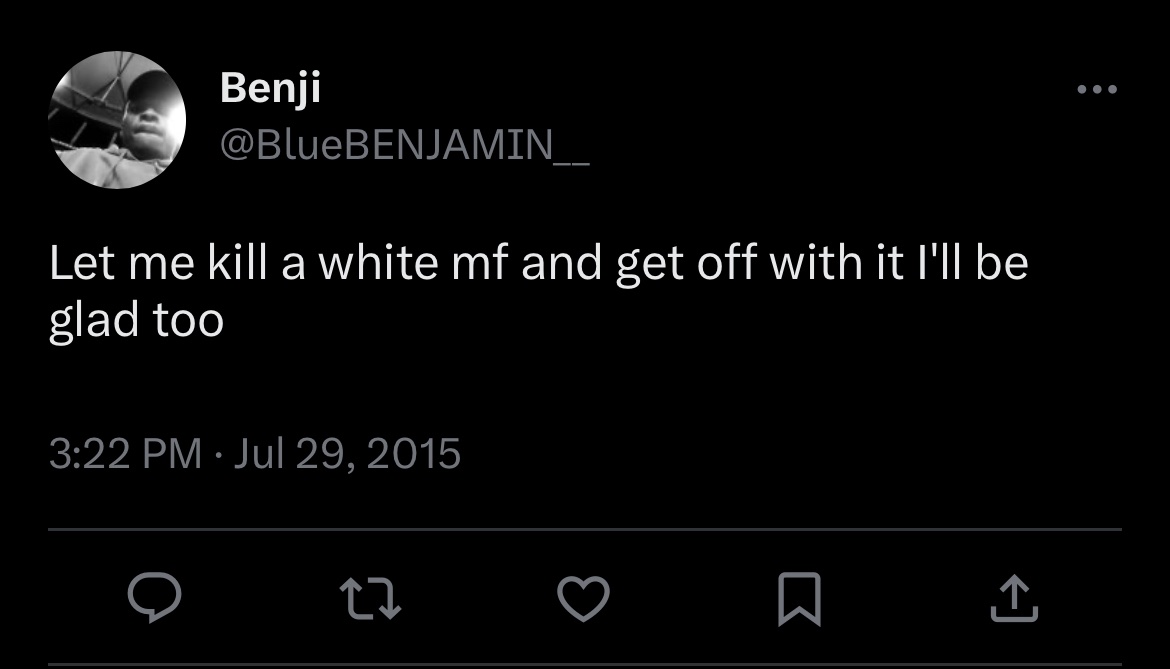 Benji
@BlueBENJAMIN__
Let me kill a white mf and get off with it I'll be
glad too
3:22 PM · Jul 29, 2015